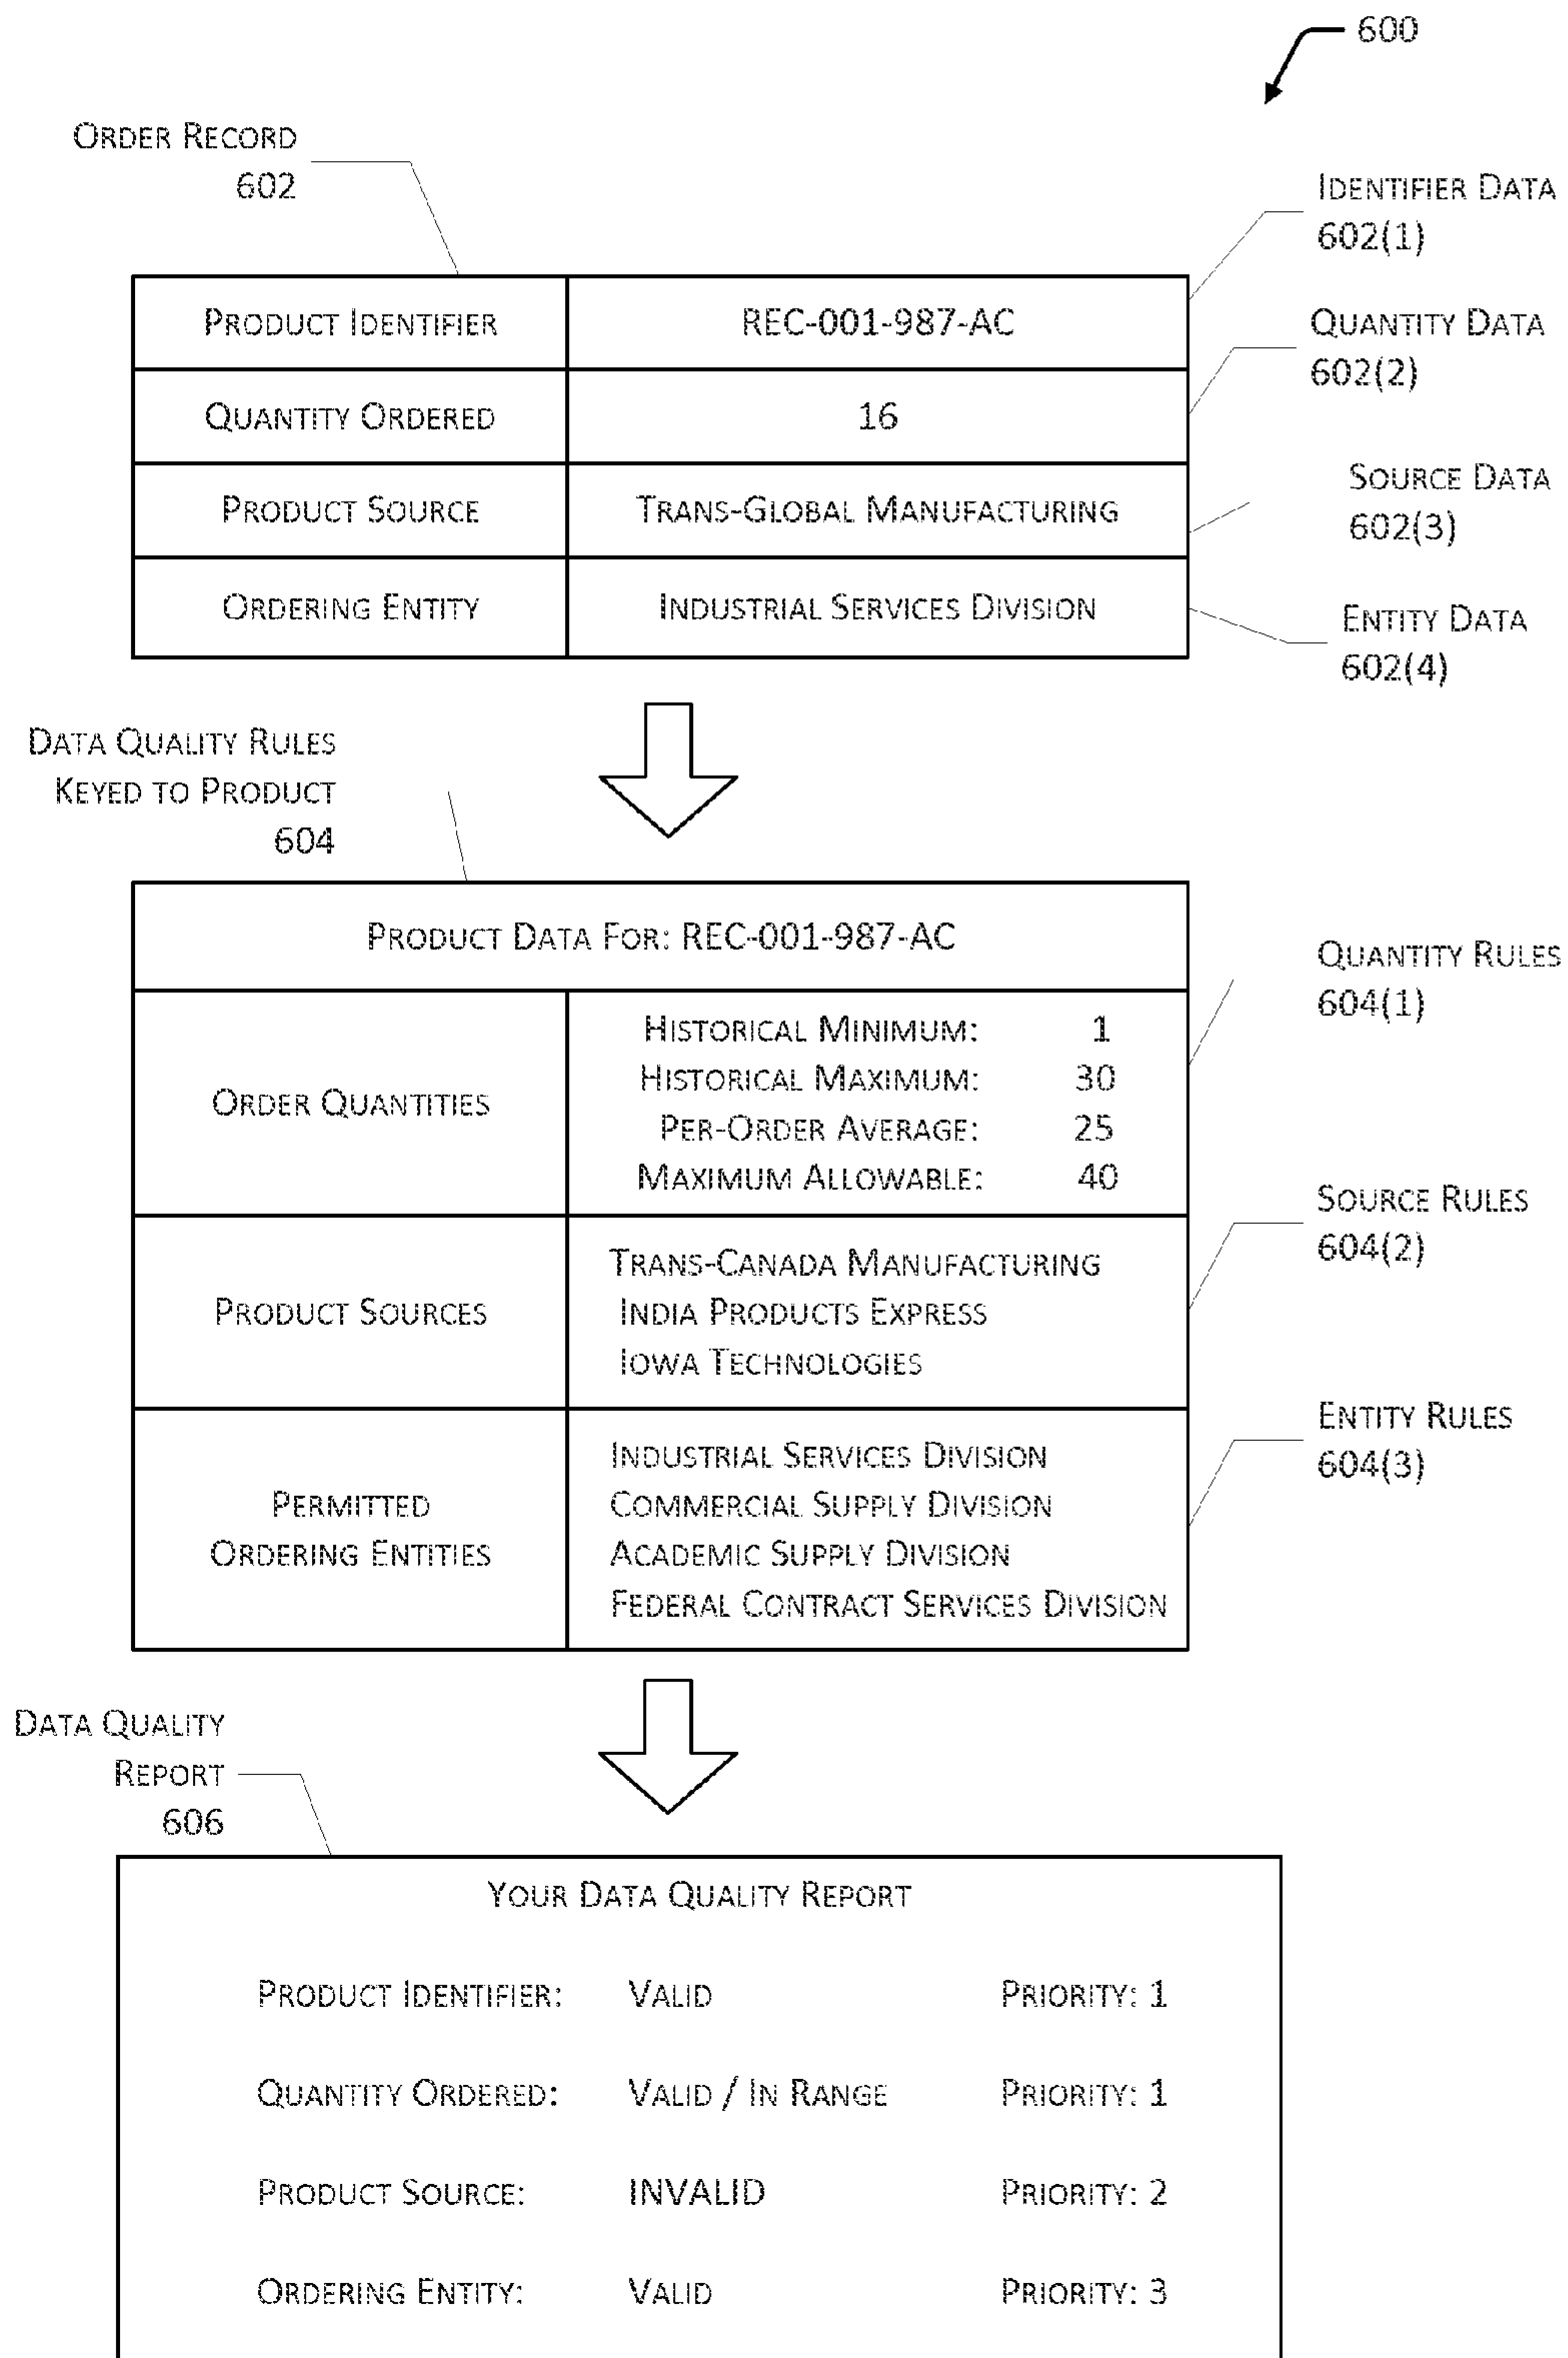 600
Order Record
602
Identifier Data
602(1)
Product Identifier REC-001-987-AC
Quantity Data
602(2)
Quantity Ordered 16
Source Data
602(3)
Product Source Trans-Global Manufacturing
Ordering Entity Industrial Services Division
Entity Data
602(4)
Data Quality Rules
Keyed to Product
604
Product Data For: REC-001-987-AC
Quantity Rules
604(1)
Order Quantities
Historical Minimum: 1
Historical Maximum: 30
Per-Order Average: 25
Maximum Allowable: 40
Source Rules
604(2)
Product Sources
Trans-Canada Manufacturing
India Products Express
Iowa Technologies
Entity Rules
604(3)
Permitted
Ordering Entities
Industrial Services Division
Commercial Supply Division
Academic Supply Division
Federal Contract Services Division
Data Quality
Report
606
Your Data Quality Report
Product Identifier: Valid Priority: 1
Quantity Ordered: Valid / In Range Priority: 1
Product Source: INVALID Priority: 2
Ordering Entity: Valid Priority: 3